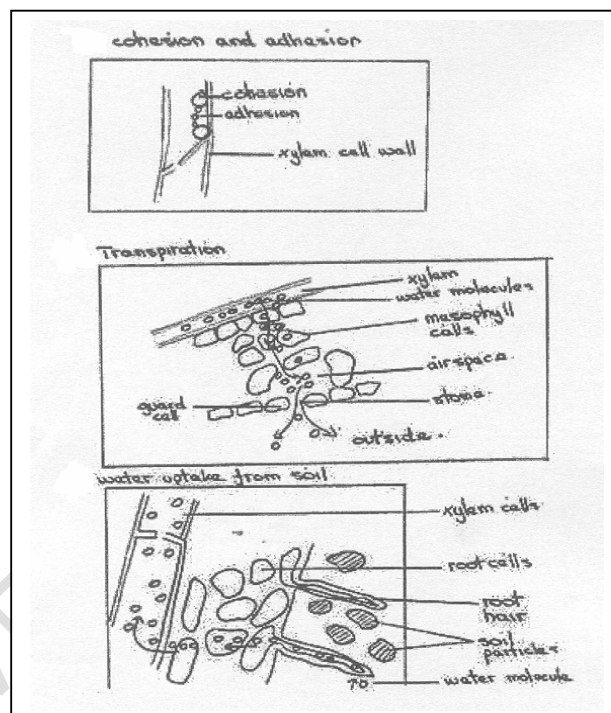 cohesion and adhesion
cohesion
adhesion
xylem cell wall
Transpiration
xylem
water molecules
mesophyll
cells
airspace
stoma
guard
cell
outside.
water uptake from soil
xylem cells
root cells
root
hair
soil
particles
water molecule